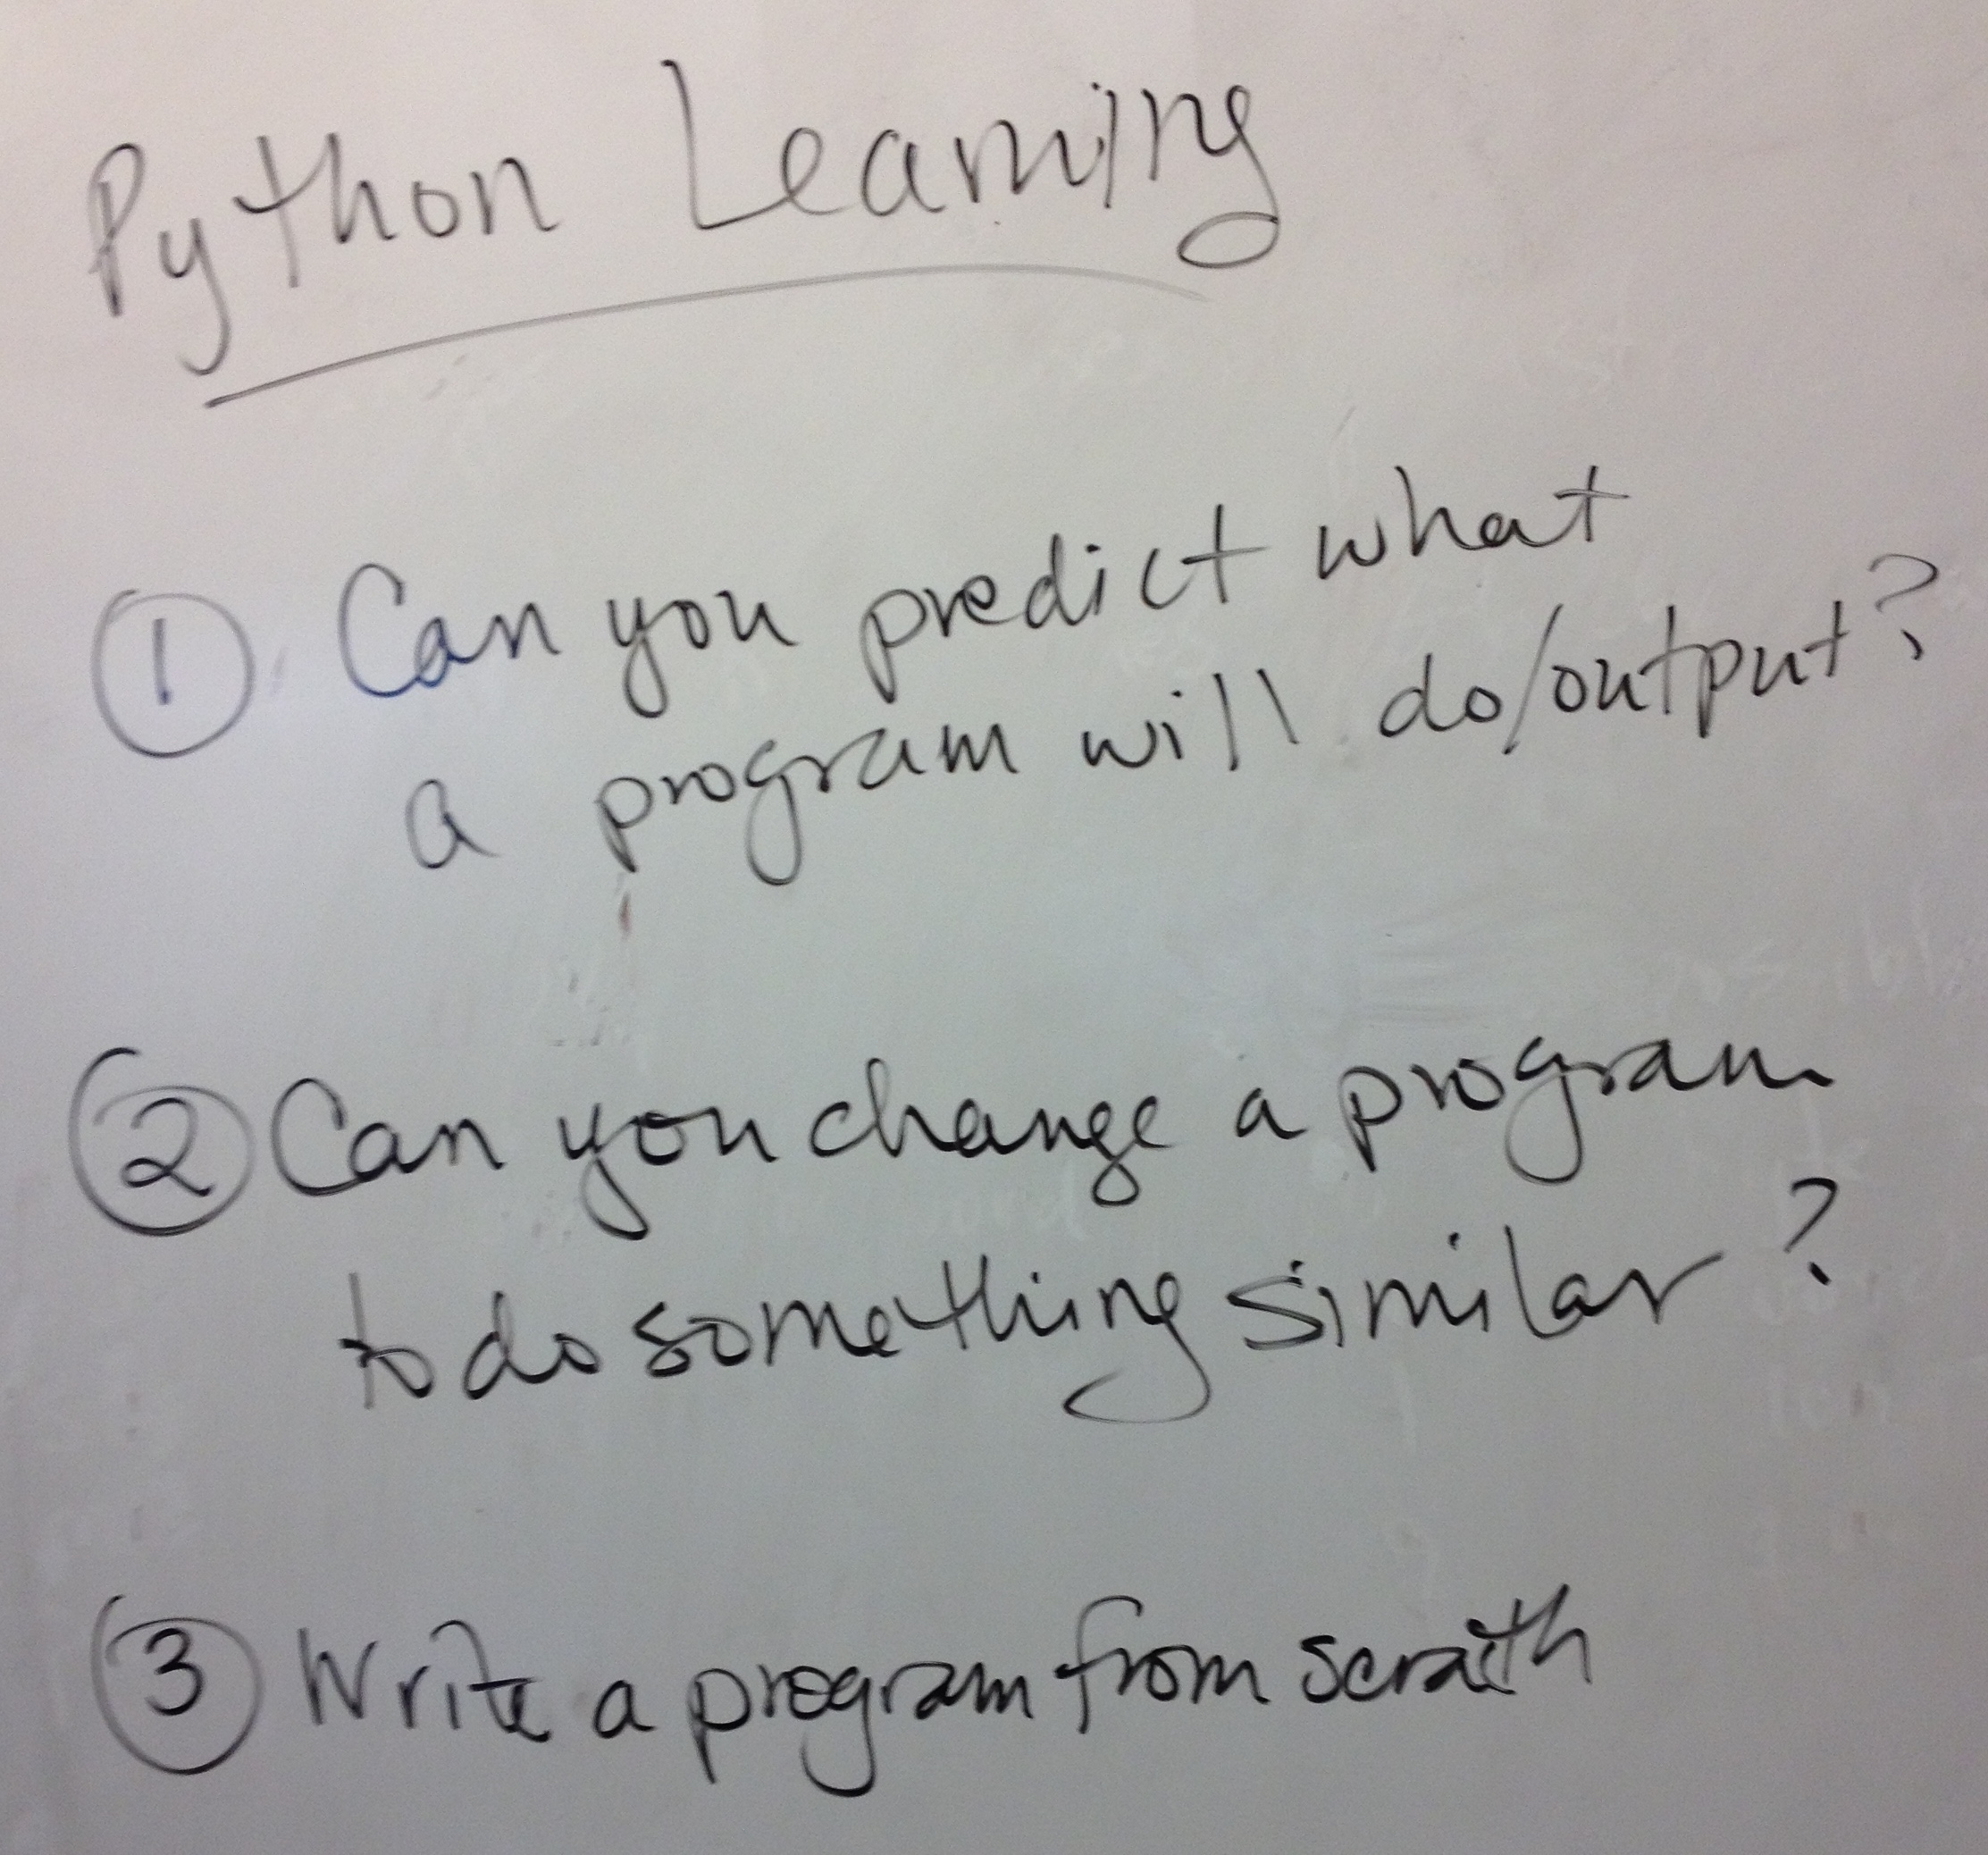 Python Learning
① Can you predict what
a program will do/output?
② Can you change a program
to do something similar?
③ Write a program from scratch